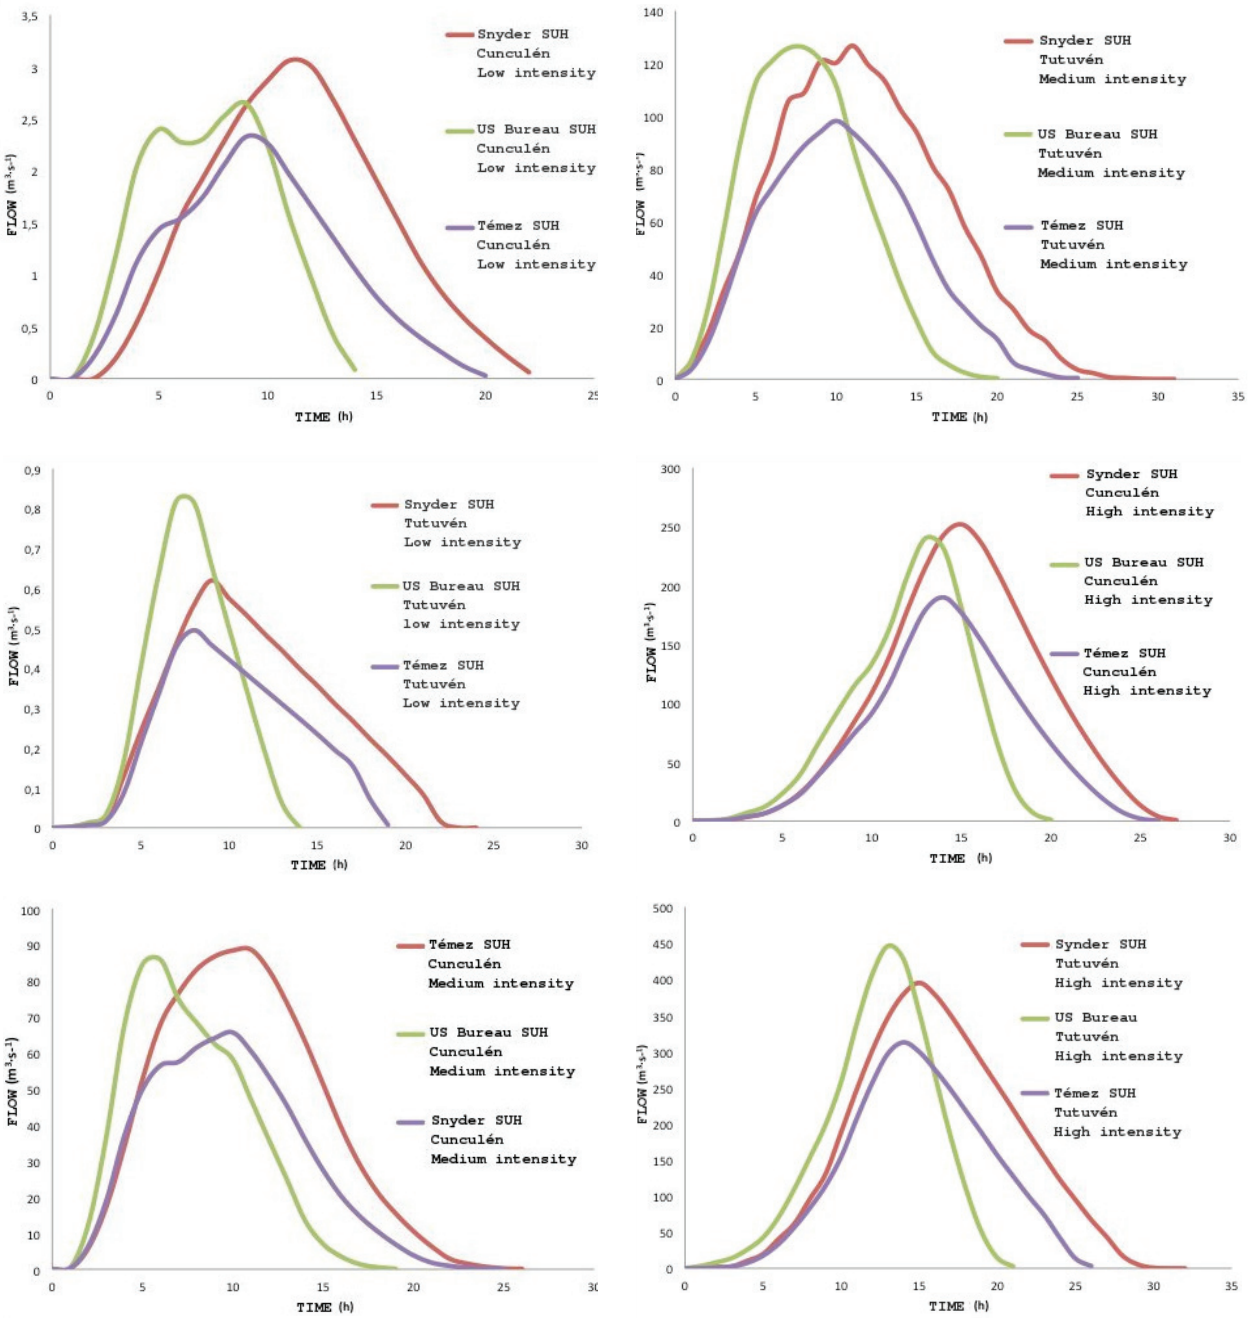 3,5
3
2,5
2
1,5
1
0,5
0
FLOW (m³·s-¹)
0 5 10 15 20 25
TIME (h)
Snyder SUH
Cunculén
Low intensity
US Bureau SUH
Cunculén
Low intensity
Témez SUH
Cunculén
Low intensity
140
120
100
80
60
40
20
0
FLOW
0 5 10 15 20 25 30 35
TIME (h)
Snyder SUH
Tutuvén
Medium intensity
US Bureau SUH
Tutuvén
Medium intensity
Témez SUH
Tutuvén
Medium intensity
0,9
0,8
0,7
0,6
0,5
0,4
0,3
0,2
0,1
0
FLOW (m³·s-¹)
0 5 10 15 20 25 30
TIME (h)
Snyder SUH
Tutuvén
Low intensity
US Bureau SUH
Tutuvén
low intensity
Témez SUH
Tutuvén
Low intensity
300
250
200
150
100
50
0
FLOW (m³·s-¹)
0 5 10 15 20 25 30
TIME (h)
Synder SUH
Cunculén
High intensity
US Bureau SUH
Cunculén
High intensity
Témez SUH
Cunculén
High intensity
100
90
80
70
60
50
40
30
20
10
0
FLOW (m³·s-¹)
0 5 10 15 20 25 30
TIME (h)
Témez SUH
Cunculén
Medium intensity
US Bureau SUH
Cunculén
Medium intensity
Snyder SUH
Cunculén
Medium intensity
500
450
400
350
300
250
200
150
100
50
0
FLOW (m³·s-¹)
0 5 10 15 20 25 30 35
TIME (h)
Synder SUH
Tutuvén
High intensity
US Bureau
Tutuvén
High intensity
Témez SUH
Tutuvén
High intensity